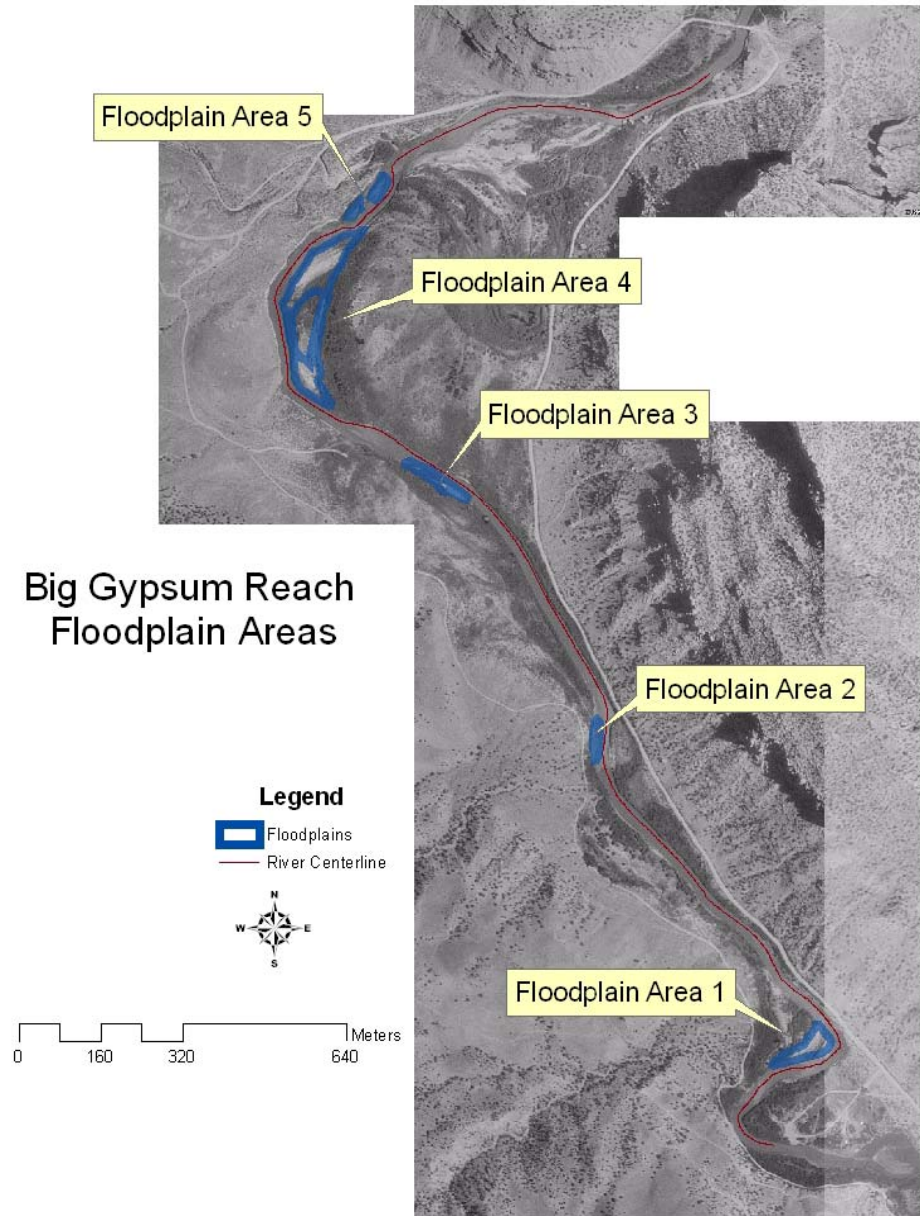 Floodplain Area 5
Floodplain Area 4
Floodplain Area 3
Big Gypsum Reach
Floodplain Areas
Floodplain Area 2
Legend
Floodplains
River Centerline
N
W E
S
Floodplain Area 1
Meters
0 160 320 640